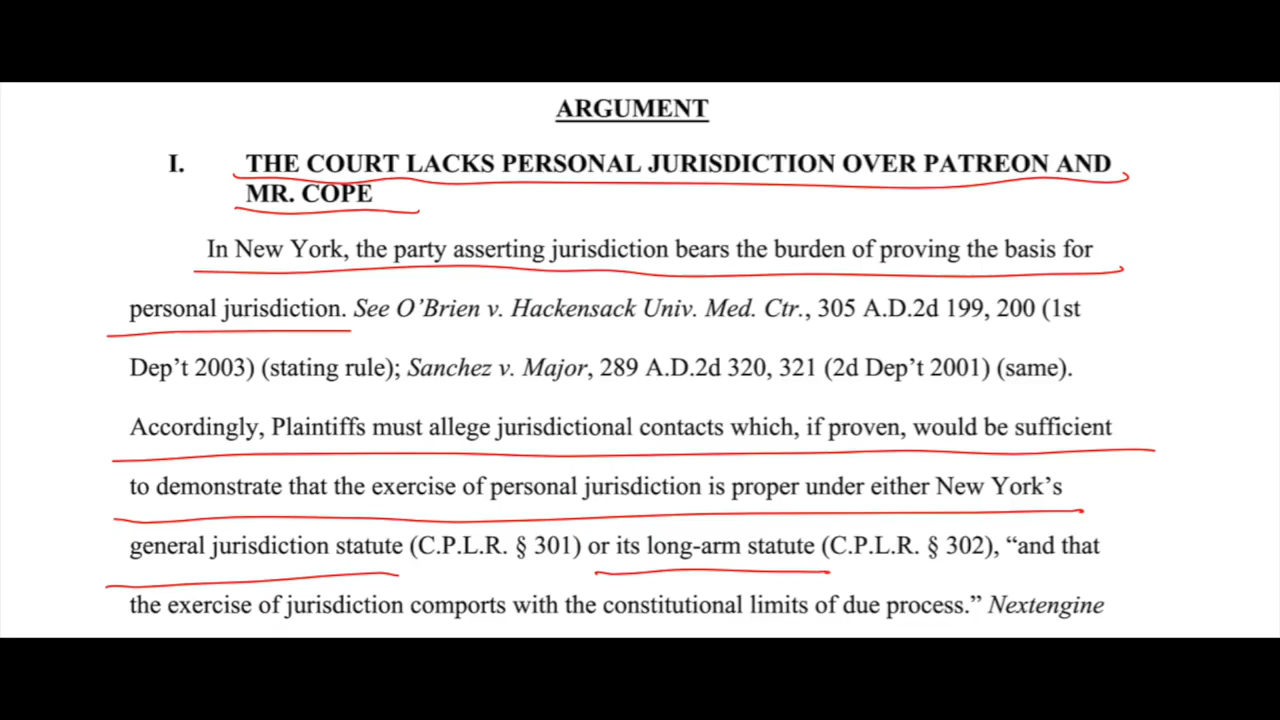 ARGUMENT
I. THE COURT LACKS PERSONAL JURISDICTION OVER PATREON AND
MR. COPE
In New York, the party asserting jurisdiction bears the burden of proving the basis for
personal jurisdiction. See O’Brien v. Hackensack Univ. Med. Ctr., 305 A.D.2d 199, 200 (1st
Dep’t 2003) (stating rule); Sanchez v. Major, 289 A.D.2d 320, 321 (2d Dep’t 2001) (same).
Accordingly, Plaintiffs must allege jurisdictional contacts which, if proven, would be sufficient
to demonstrate that the exercise of personal jurisdiction is proper under either New York’s
general jurisdiction statute (C.P.L.R. § 301) or its long-arm statute (C.P.L.R. § 302), “and that
the exercise of jurisdiction comports with the constitutional limits of due process.” Nextengine